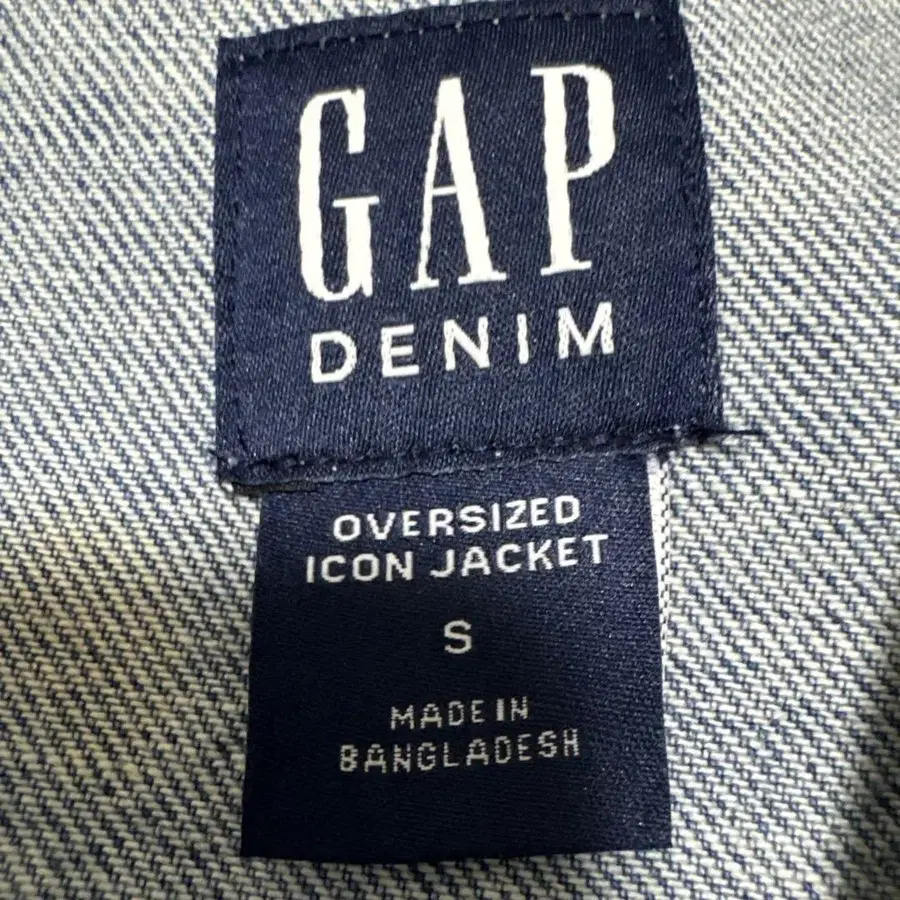 GAP
DENIM
OVERSIZED
ICON JACKET
S
MADE IN
BANGLADESH